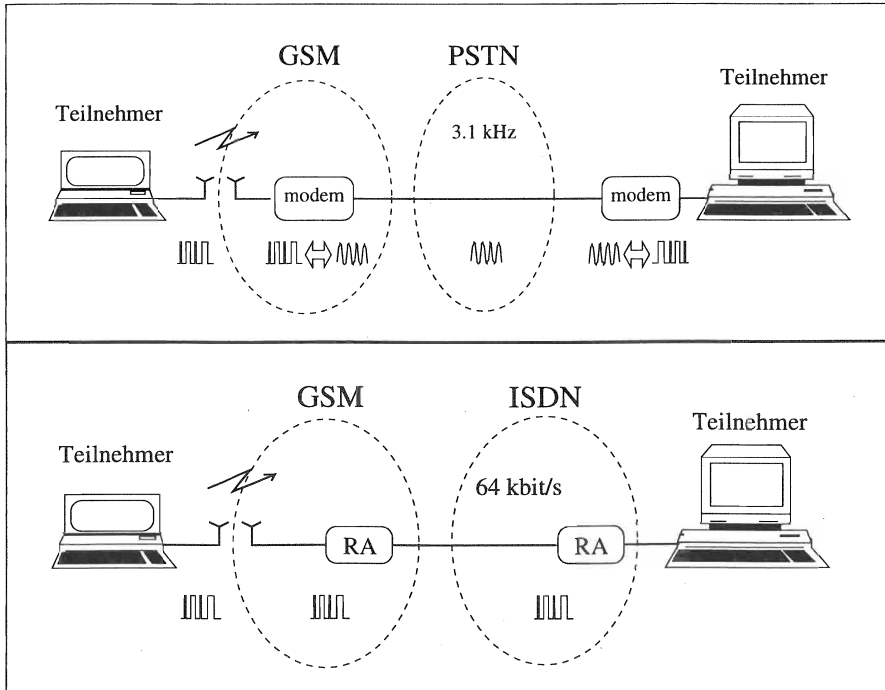 GSM
PSTN
Teilnehmer
Teilnehmer
3.1 kHz
modem
modem
GSM
ISDN
Teilnehmer
Teilnehmer
64 kbit/s
RA
RA